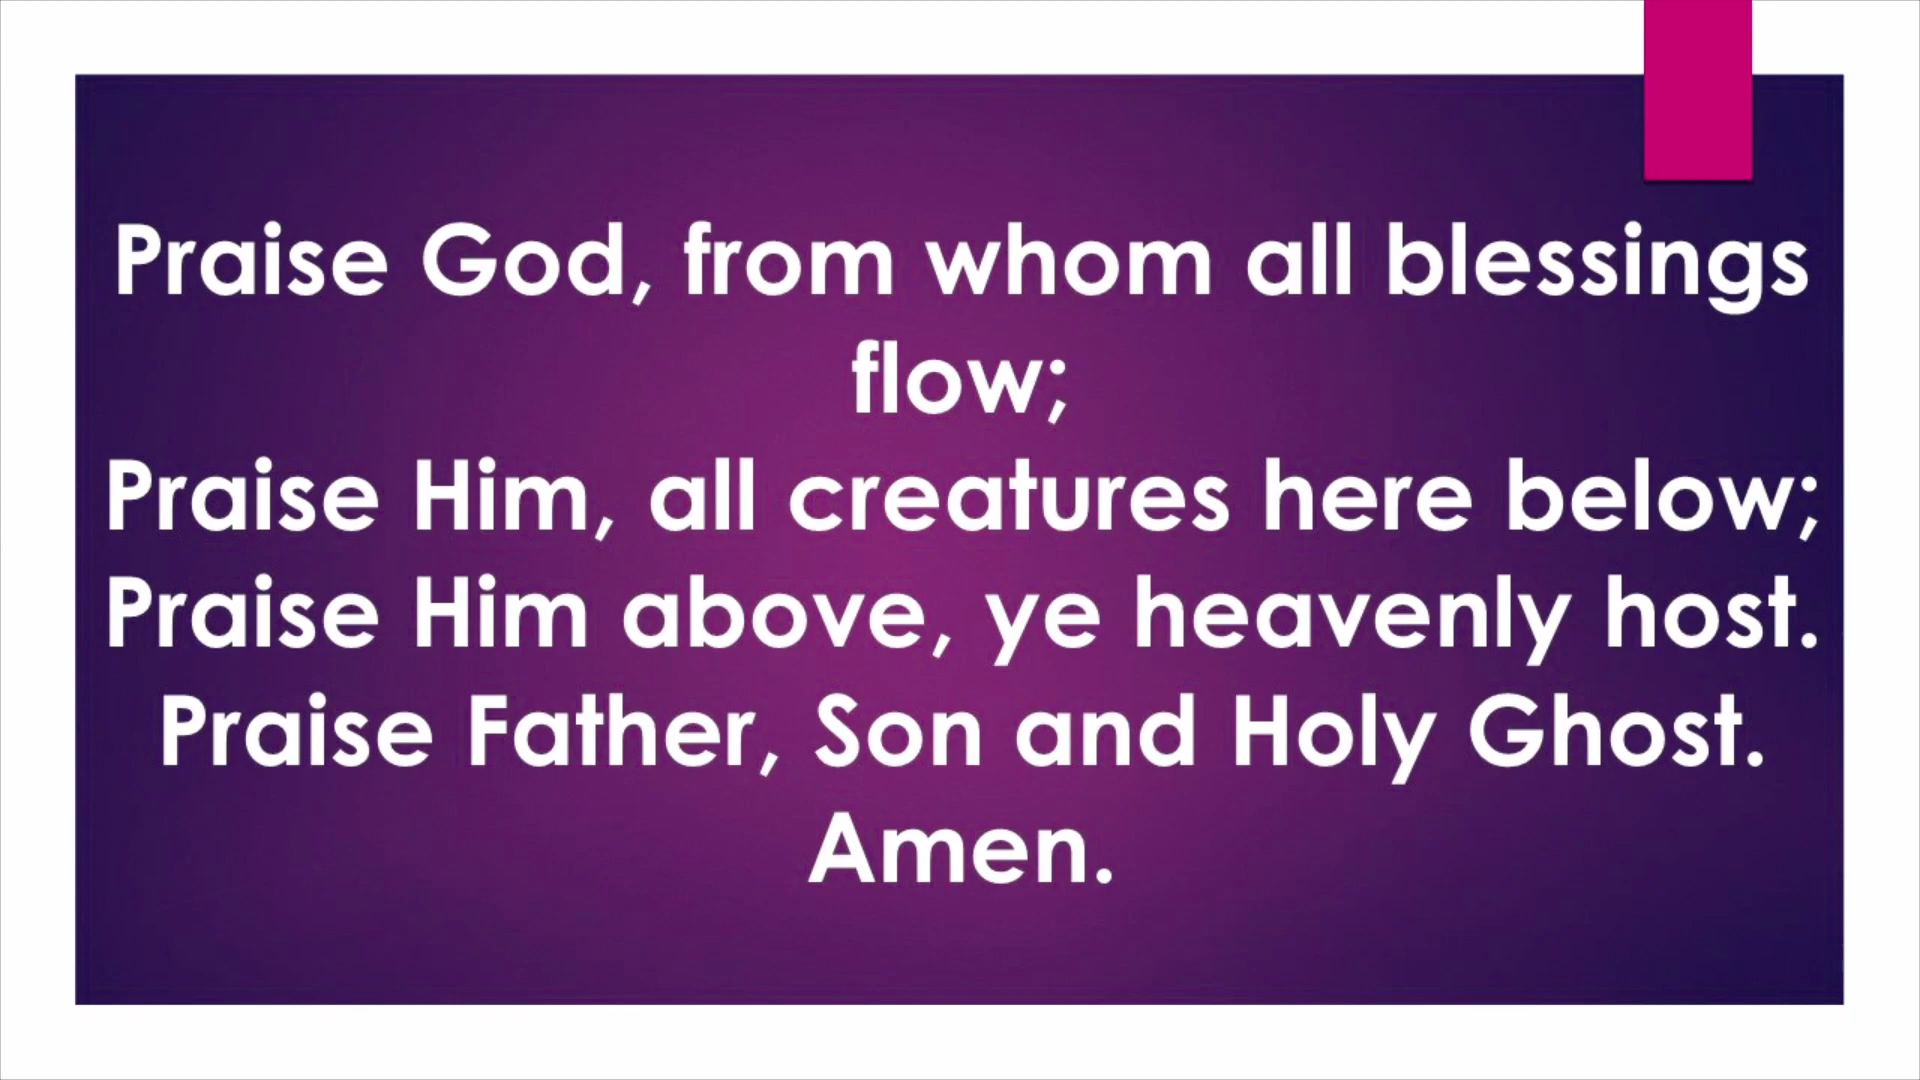 Praise God, from whom all blessings
flow;
Praise Him, all creatures here below;
Praise Him above, ye heavenly host.
Praise Father, Son and Holy Ghost.
Amen.